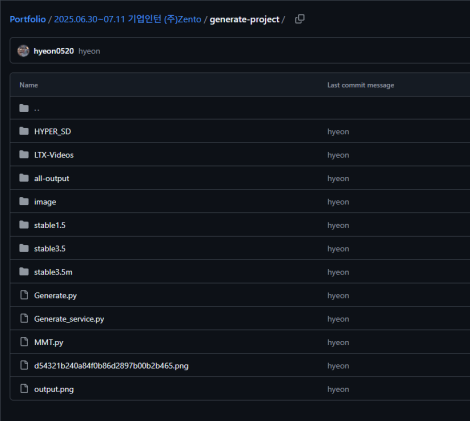 Portfolio / 2025.06.30~07.11 기업인턴 (주)Zento / generate-project /
hyeon0520 hyeon
Name Last commit message
..
HYPER_SD hyeon
LTX-Videos hyeon
all-output hyeon
image hyeon
stable1.5 hyeon
stable3.5 hyeon
stable3.5m hyeon
Generate.py hyeon
Generate_service.py hyeon
MMT.py hyeon
d54321b240a84f0b86d2897b00b2b465.png hyeon
output.png hyeon